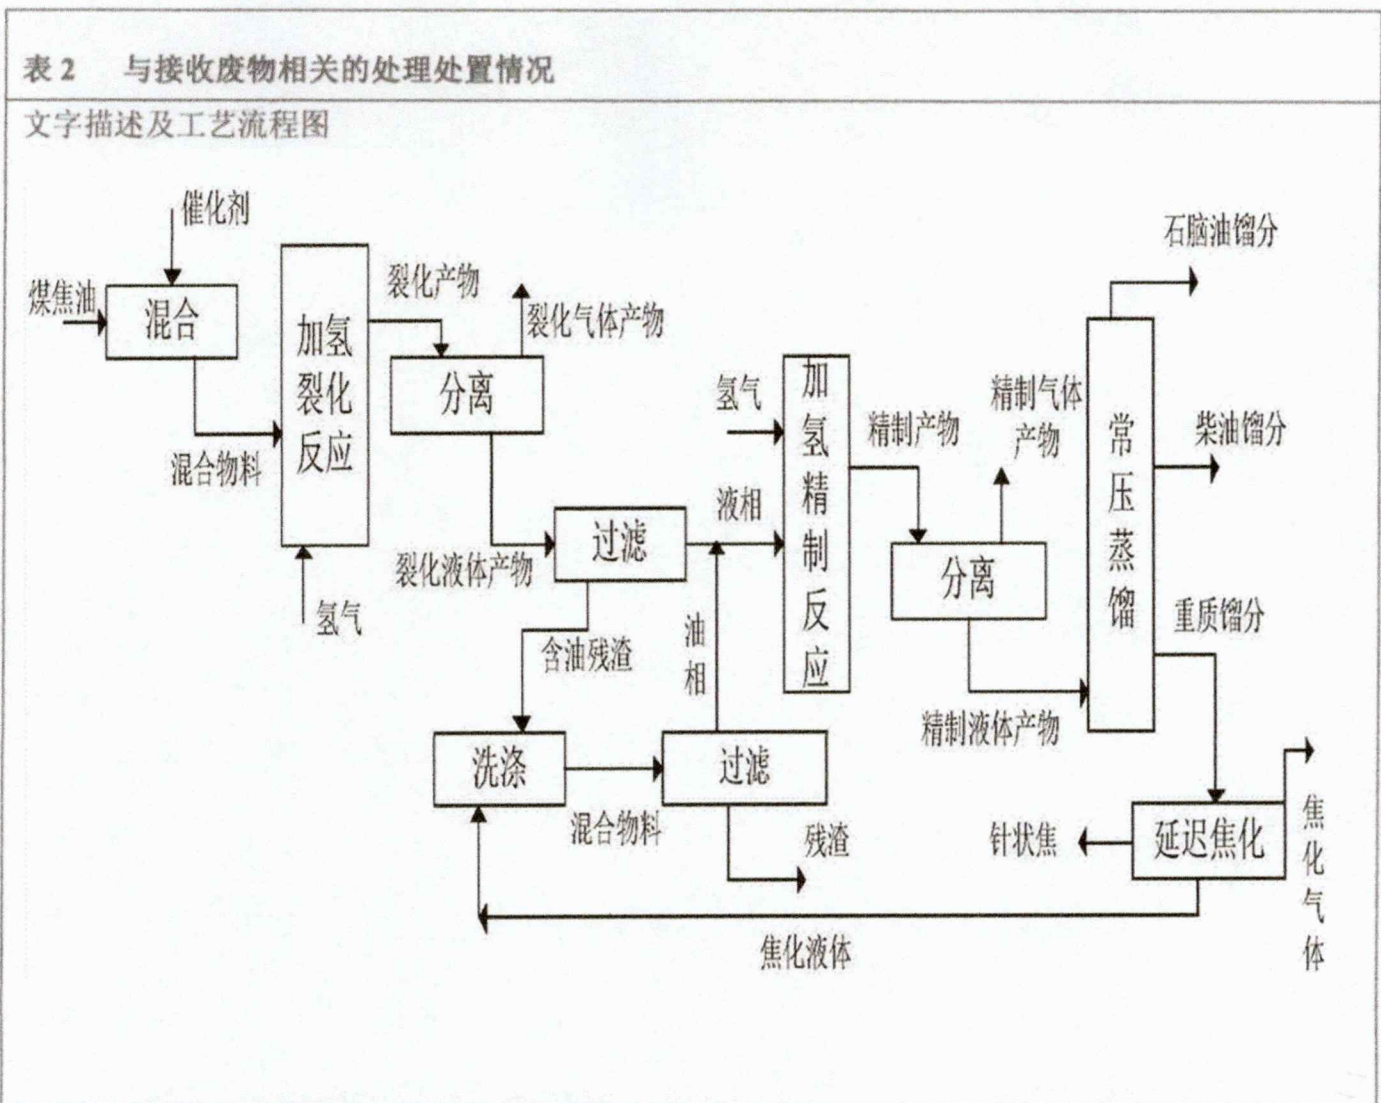 表 2 与接收废物相关的处理处置情况
文字描述及工艺流程图
催化剂
煤焦油
混合
混合物料
加氢
裂化
反应
氢气
裂化产物
分离
裂化气体产物
裂化液体产物
过滤
含油残渣
洗涤
混合物料
过滤
残渣
油
相
液相
氢气
加
氢
精
制
反
应
精制产物
分离
精制气体
产物
精制液体产物
常
压
蒸
馏
石脑油馏分
柴油馏分
重质馏分
延迟焦化
针状焦
焦
化
气
体
焦化液体